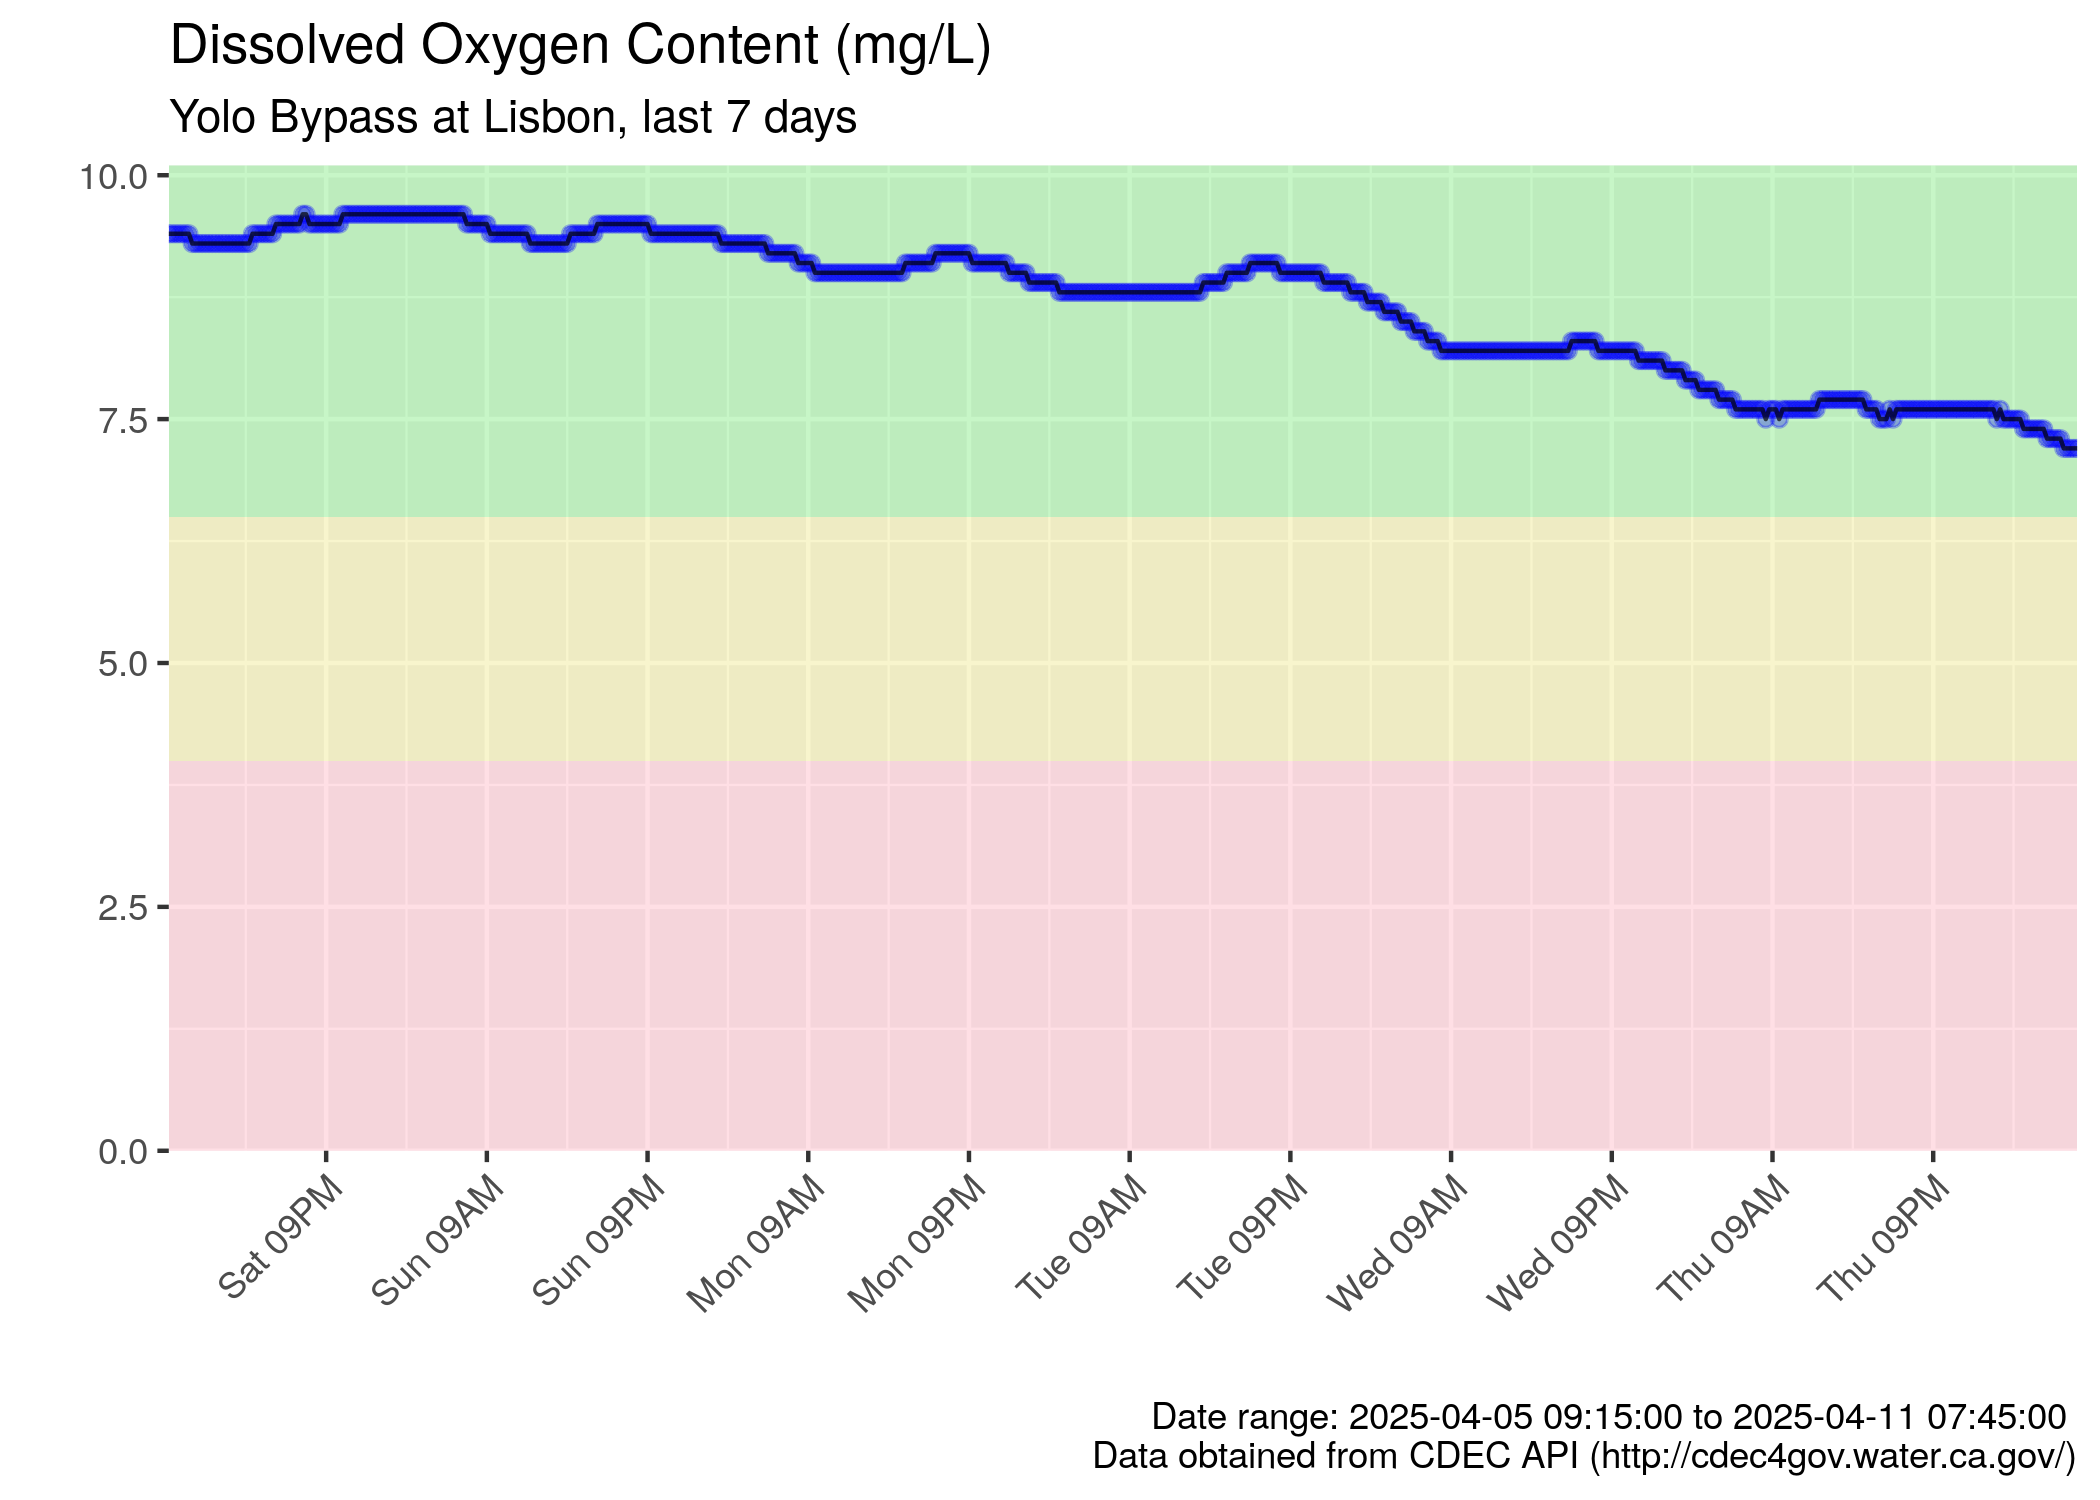 Dissolved Oxygen Content (mg/L)
Yolo Bypass at Lisbon, last 7 days
10.0
7.5
5.0
2.5
0.0
Sat 09PM
Sun 09AM
Sun 09PM
Mon 09AM
Mon 09PM
Tue 09AM
Tue 09PM
Wed 09AM
Wed 09PM
Thu 09AM
Thu 09PM
Date range: 2025-04-05 09:15:00 to 2025-04-11 07:45:00
Data obtained from CDEC API (http://cdec4gov.water.ca.gov/)